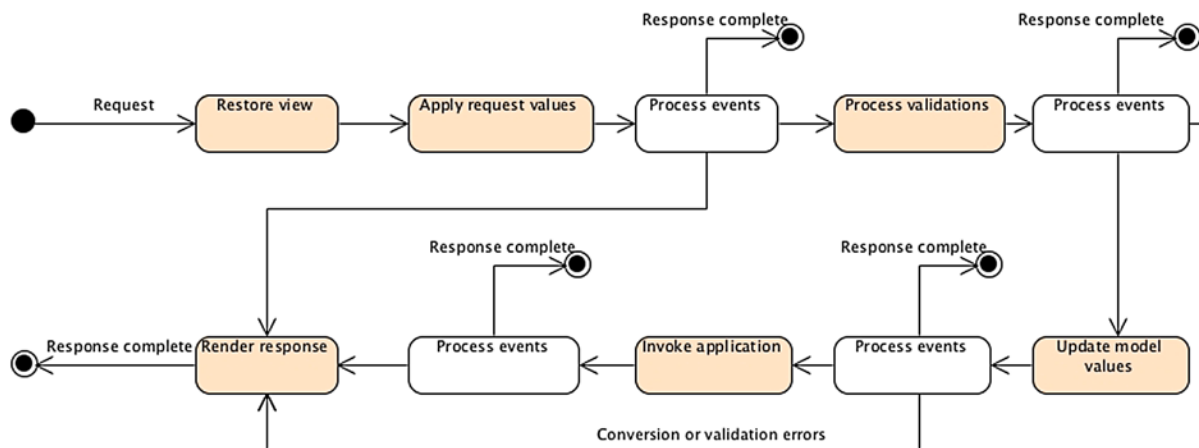 Response complete
Response complete
Request
Restore view
Apply request values
Process events
Process validations
Process events
Response complete
Response complete
Response complete
Render response
Process events
Invoke application
Process events
Update model
values
Conversion or validation errors